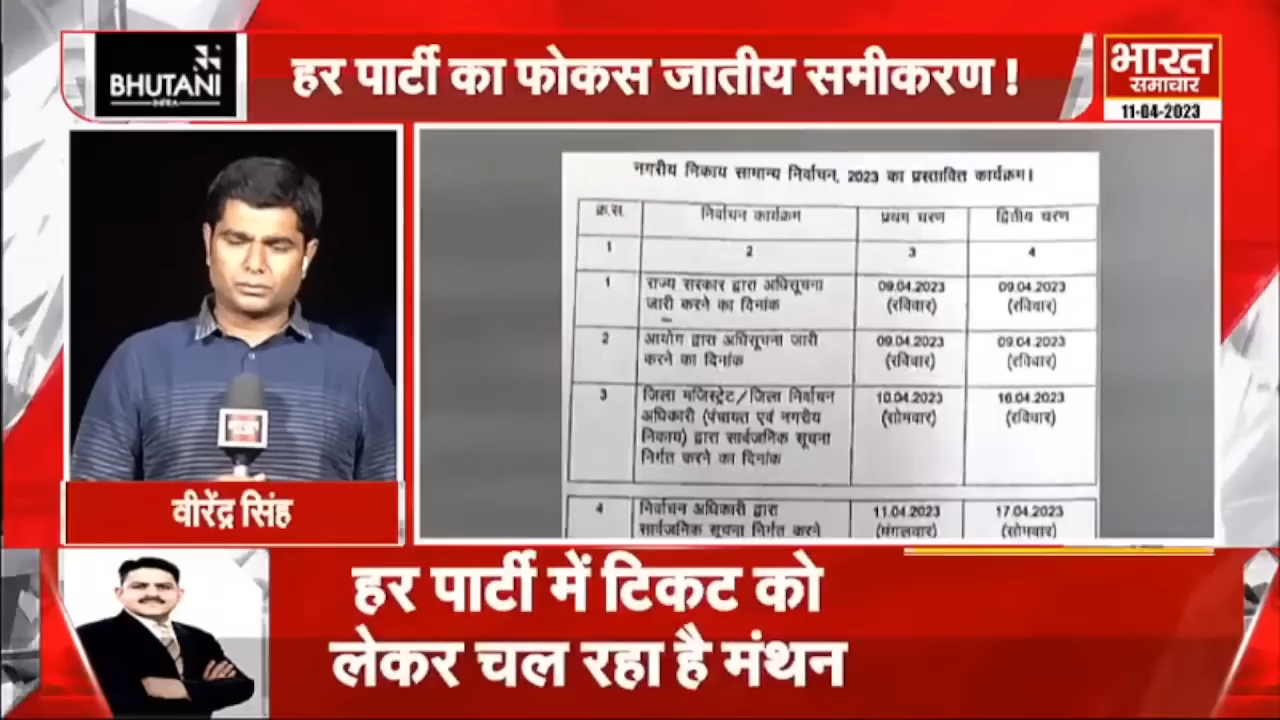 BHUTANI
INFRA
हर पार्टी का फोकस जातीय समीकरण !
भारत
समाचार
11-04-2023
वीरेंद्र सिंह
नगरीय निकाय सामान्य निर्वाचन, 2023 का प्रस्तावित कार्यक्रम।
क्र.स. निर्वाचन कार्यक्रम प्रथम चरण द्वितीय चरण
1 2 3 4
1 राज्य सरकार द्वारा अधिसूचना 09.04.2023 09.04.2023
जारी करने का दिनांक (रविवार) (रविवार)
2 आयोग द्वारा अधिसूचना जारी 09.04.2023 09.04.2023
करने का दिनांक (रविवार) (रविवार)
3 जिला मजिस्ट्रेट/जिला निर्वाचन 10.04.2023 16.04.2023
अधिकारी (पंचायत एवं नगरीय (सोमवार) (रविवार)
निकाय) द्वारा सार्वजनिक सूचना
निर्गत करने का दिनांक
4 निर्वाचन अधिकारी द्वारा 11.04.2023 17.04.2023
सार्वजनिक सूचना निर्गत करने (मंगलवार) (सोमवार)
हर पार्टी में टिकट को
लेकर चल रहा है मंथन